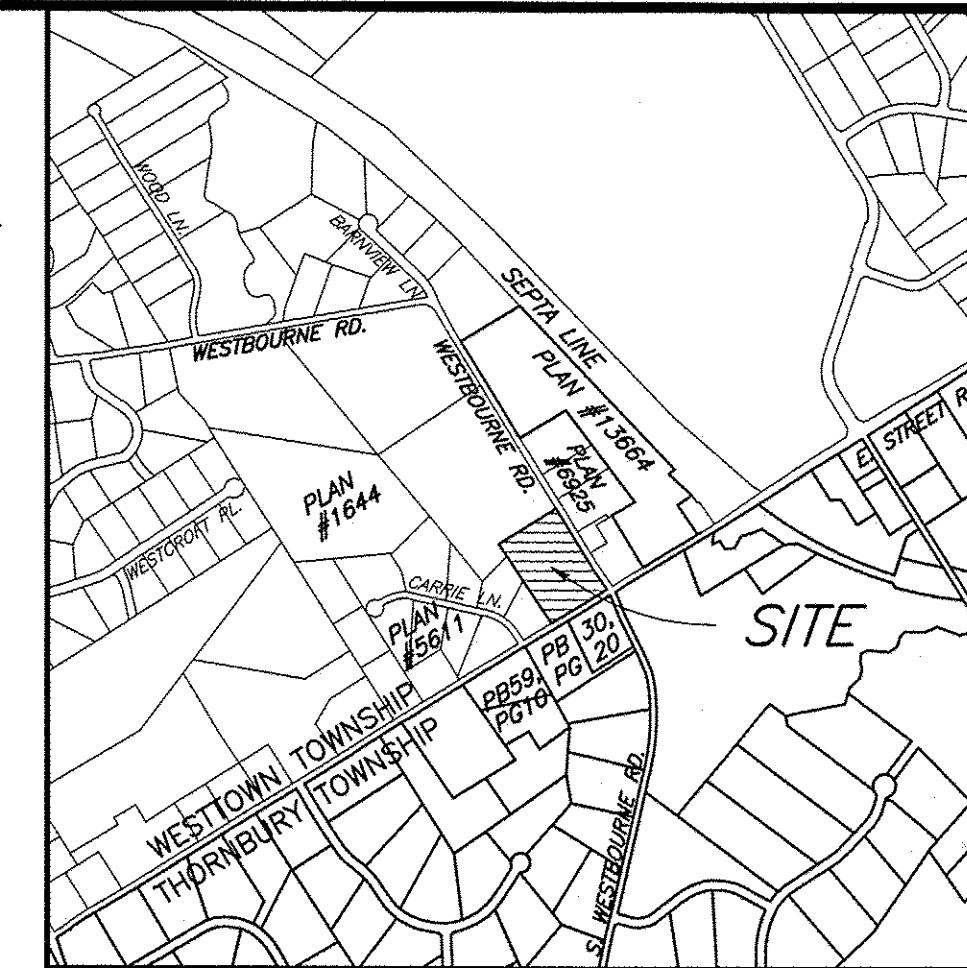 WOOD LN.
BARNVIEW LN
WESTBOURNE RD.
SEPTA LINE
WESTBOURNE RD.
PLAN
#13664
PLAN
#6925
STREET
PLAN
#1644
WESTCROFT PL.
CARRIE LN.
PLAN
#5611
SITE
PB 30,
PG 20
PB59,
PG10
WESTTOWN TOWNSHIP
THORNBURY TOWNSHIP
S. WESTBOURNE RD.